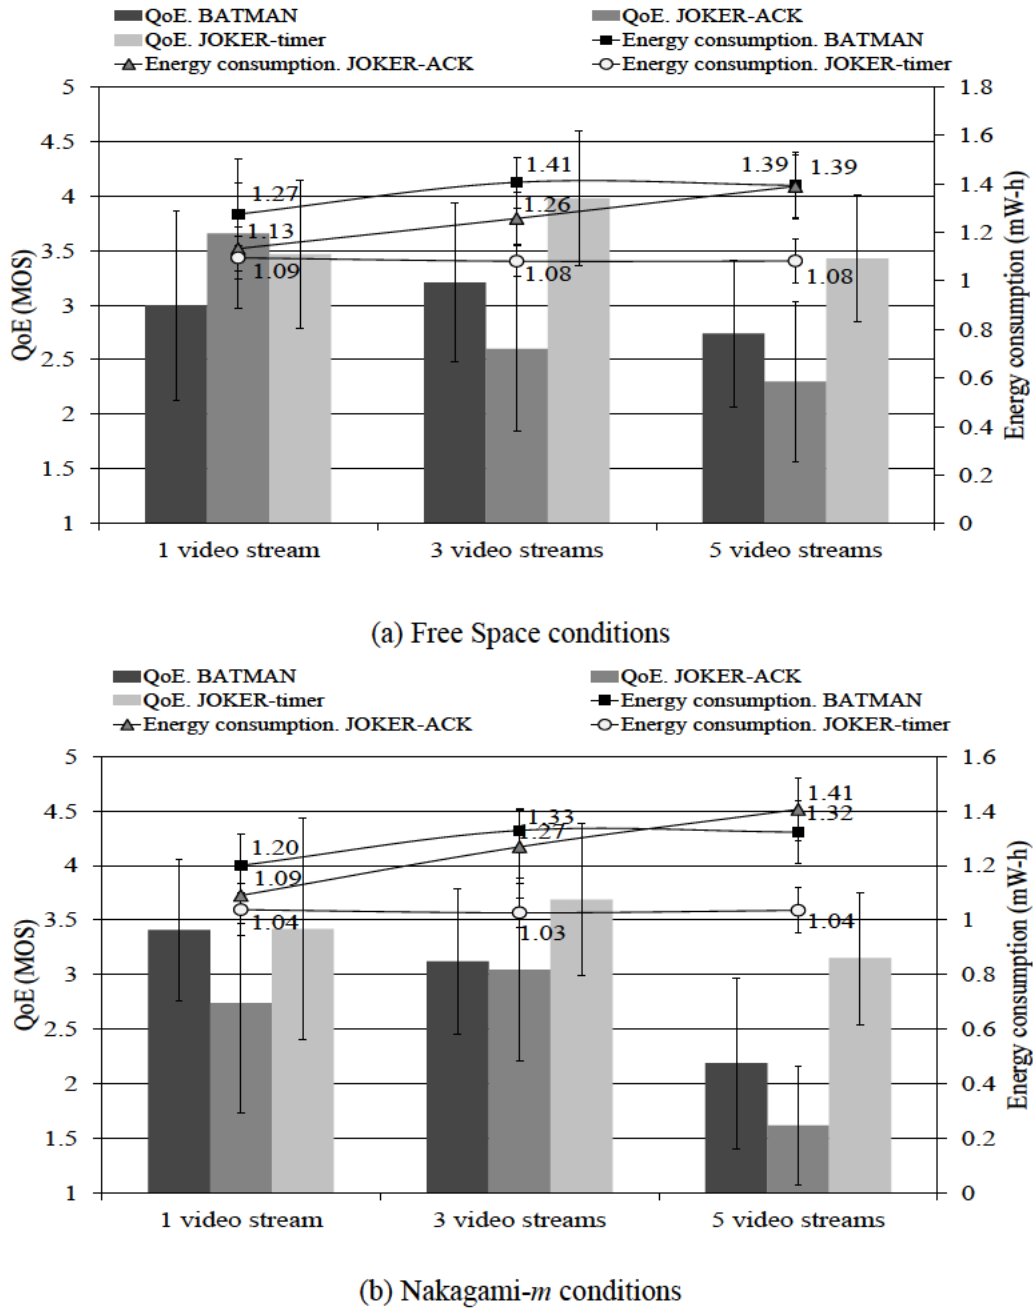 QoE. BATMAN QoE. JOKER-ACK
QoE. JOKER-timer Energy consumption. BATMAN
Energy consumption. JOKER-ACK Energy consumption. JOKER-timer
5 1.8
4.5 1.6
4 1.4
3.5 1.2
3 1
2.5 0.8
2 0.6
1.5 0.4
0.2
1 0
QoE (MOS)
Energy consumption (mW-h)
1.27 1.41 1.39 1.39
1.13 1.26
1.09 1.08 1.08
1 video stream 3 video streams 5 video streams
(a) Free Space conditions
QoE. BATMAN QoE. JOKER-ACK
QoE. JOKER-timer Energy consumption. BATMAN
Energy consumption. JOKER-ACK Energy consumption. JOKER-timer
5 1.6
4.5 1.4
4 1.2
3.5 1
3 0.8
2.5 0.6
2 0.4
1.5 0.2
1 0
QoE (MOS)
Energy consumption (mW-h)
1.20 1.33 1.41
1.09 1.27 1.32
1.04 1.03 1.04
1 video stream 3 video streams 5 video streams
(b) Nakagami-m conditions